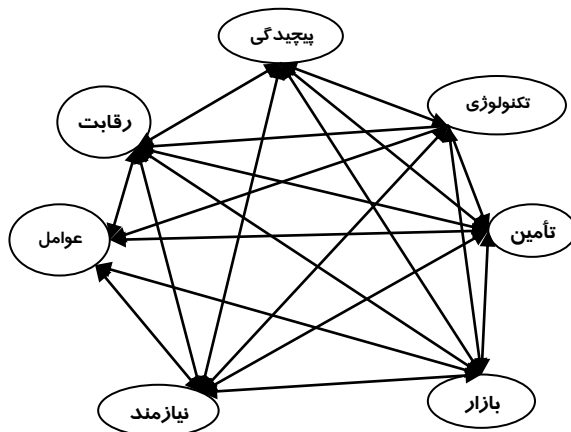 پیچیدگی
تکنولوژی
رقابت
تأمین
عوامل
بازار
نیازمند